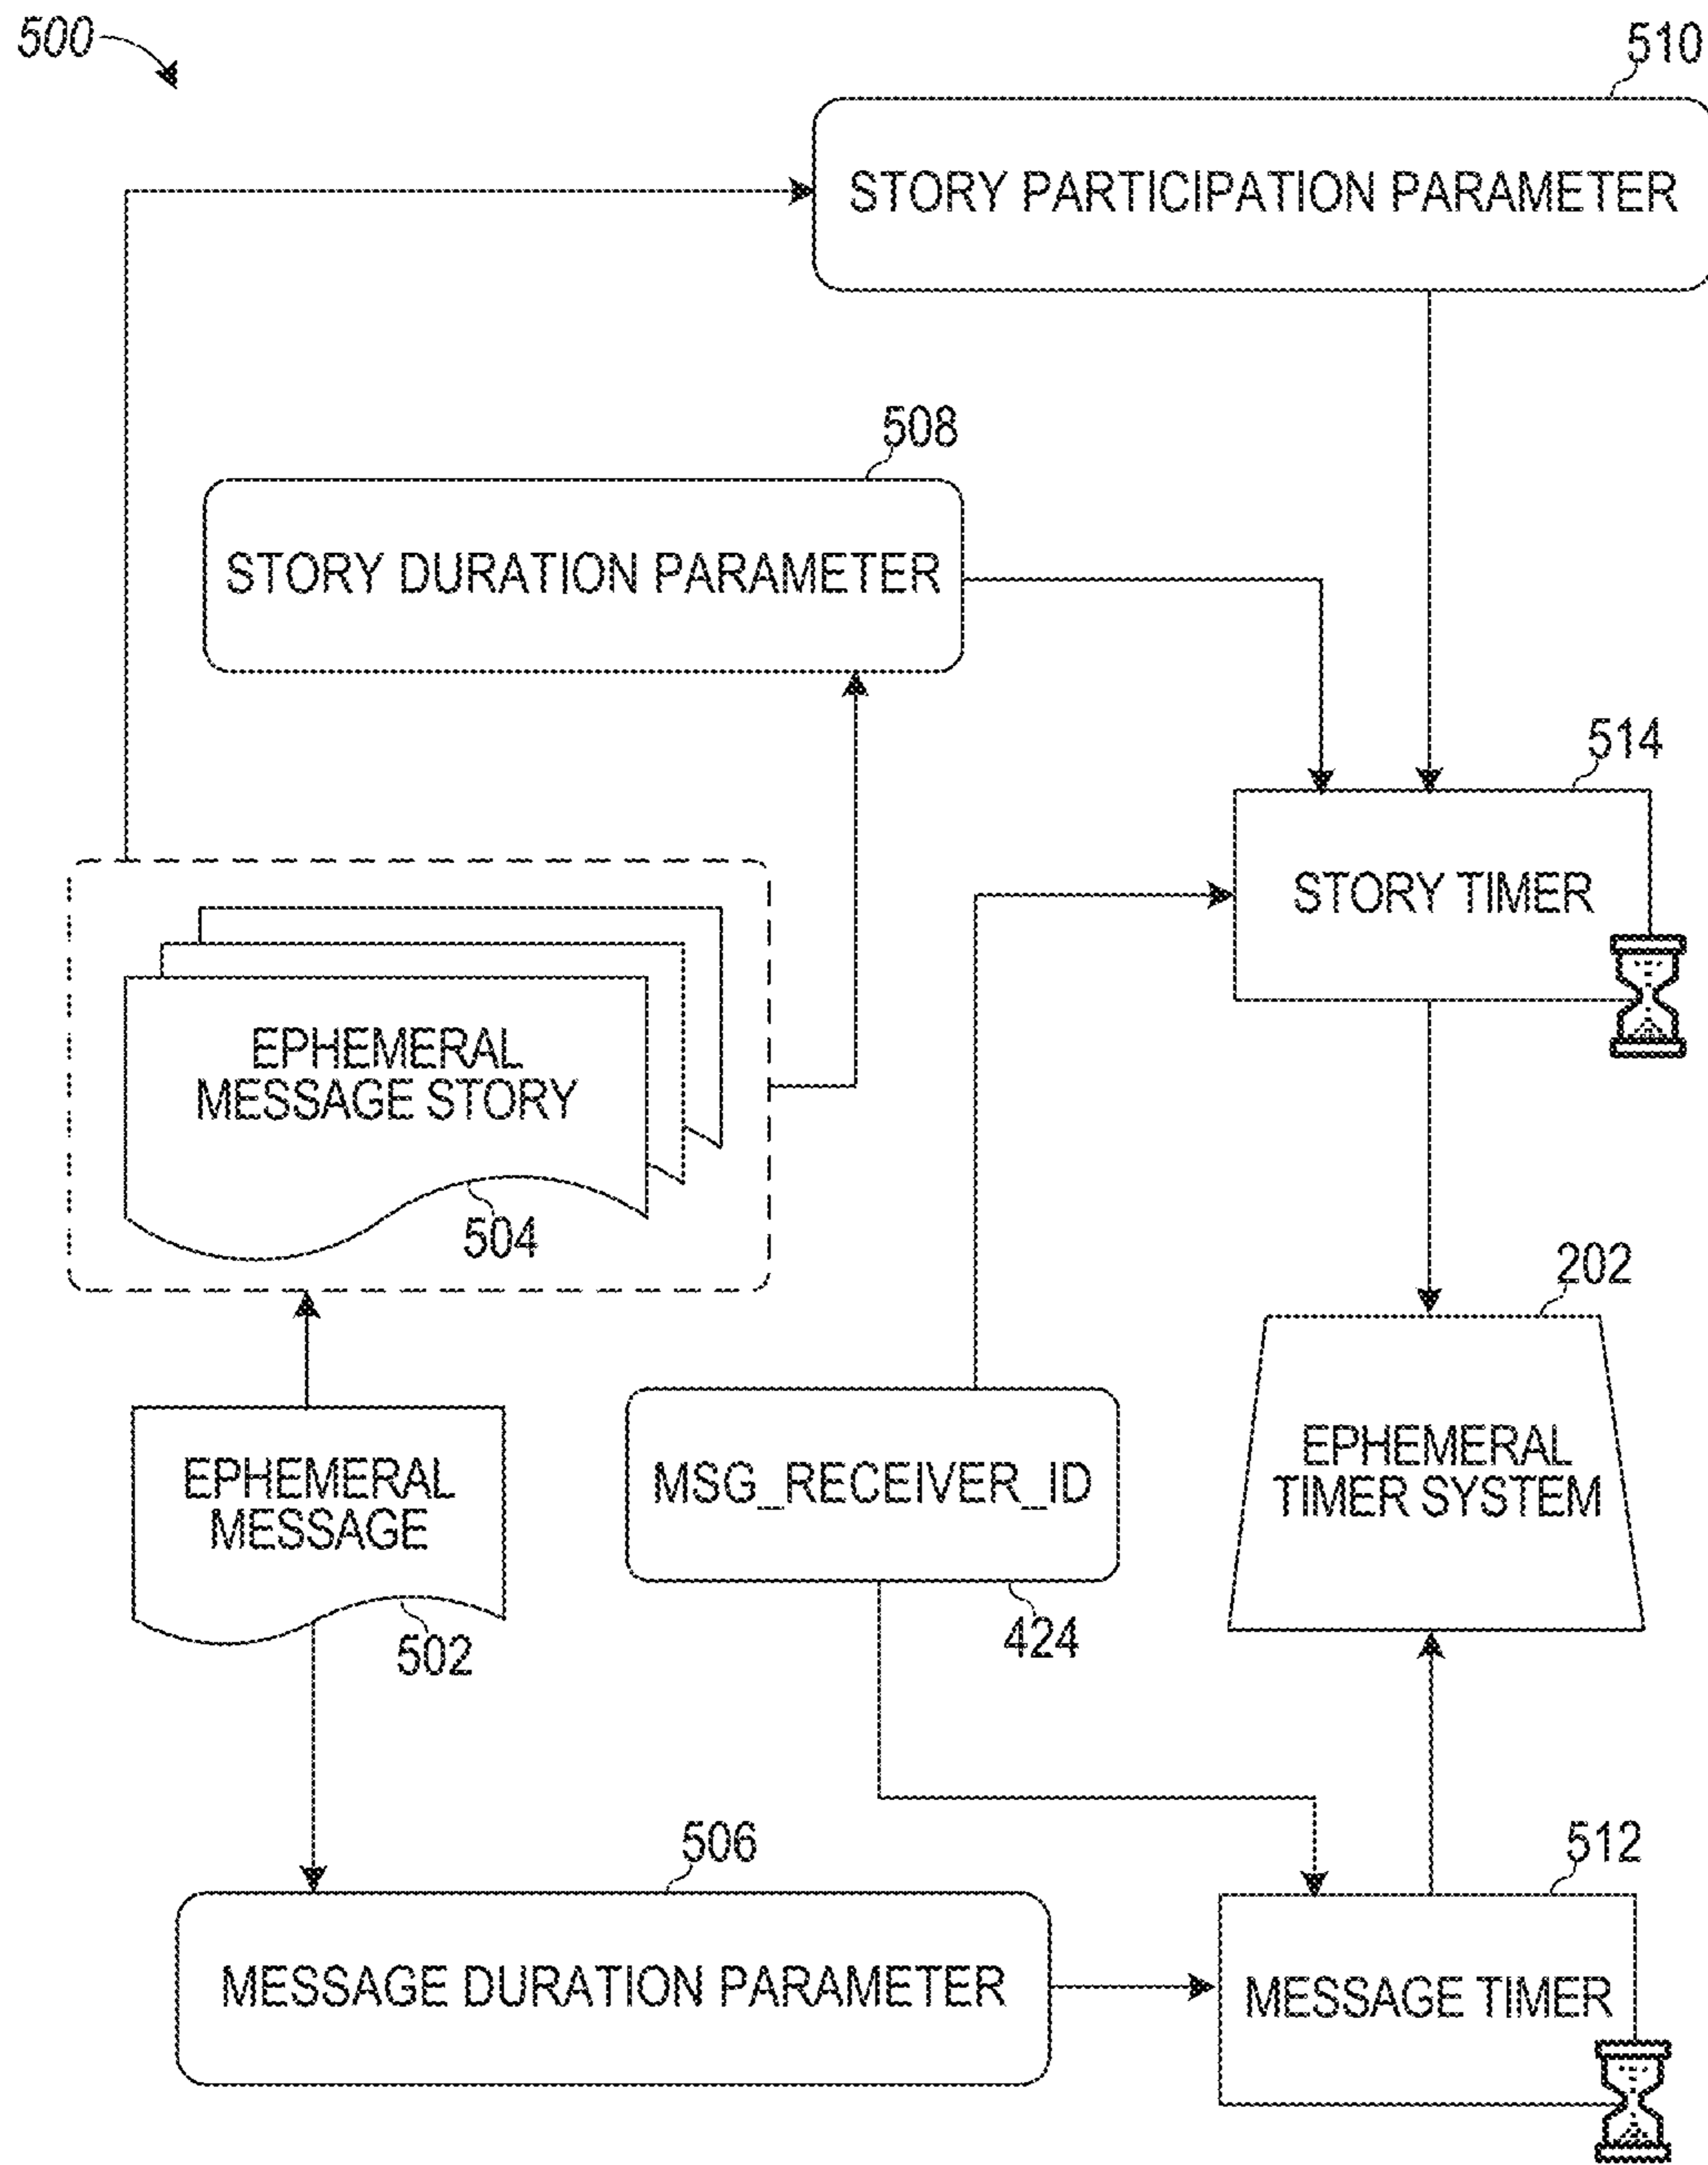 500
510
STORY PARTICIPATION PARAMETER
508
STORY DURATION PARAMETER
514
STORY TIMER
EPHEMERAL
MESSAGE STORY
504
202
EPHEMERAL
TIMER SYSTEM
EPHEMERAL
MESSAGE
502
MSG_RECEIVER_ID
424
506
MESSAGE DURATION PARAMETER
512
MESSAGE TIMER